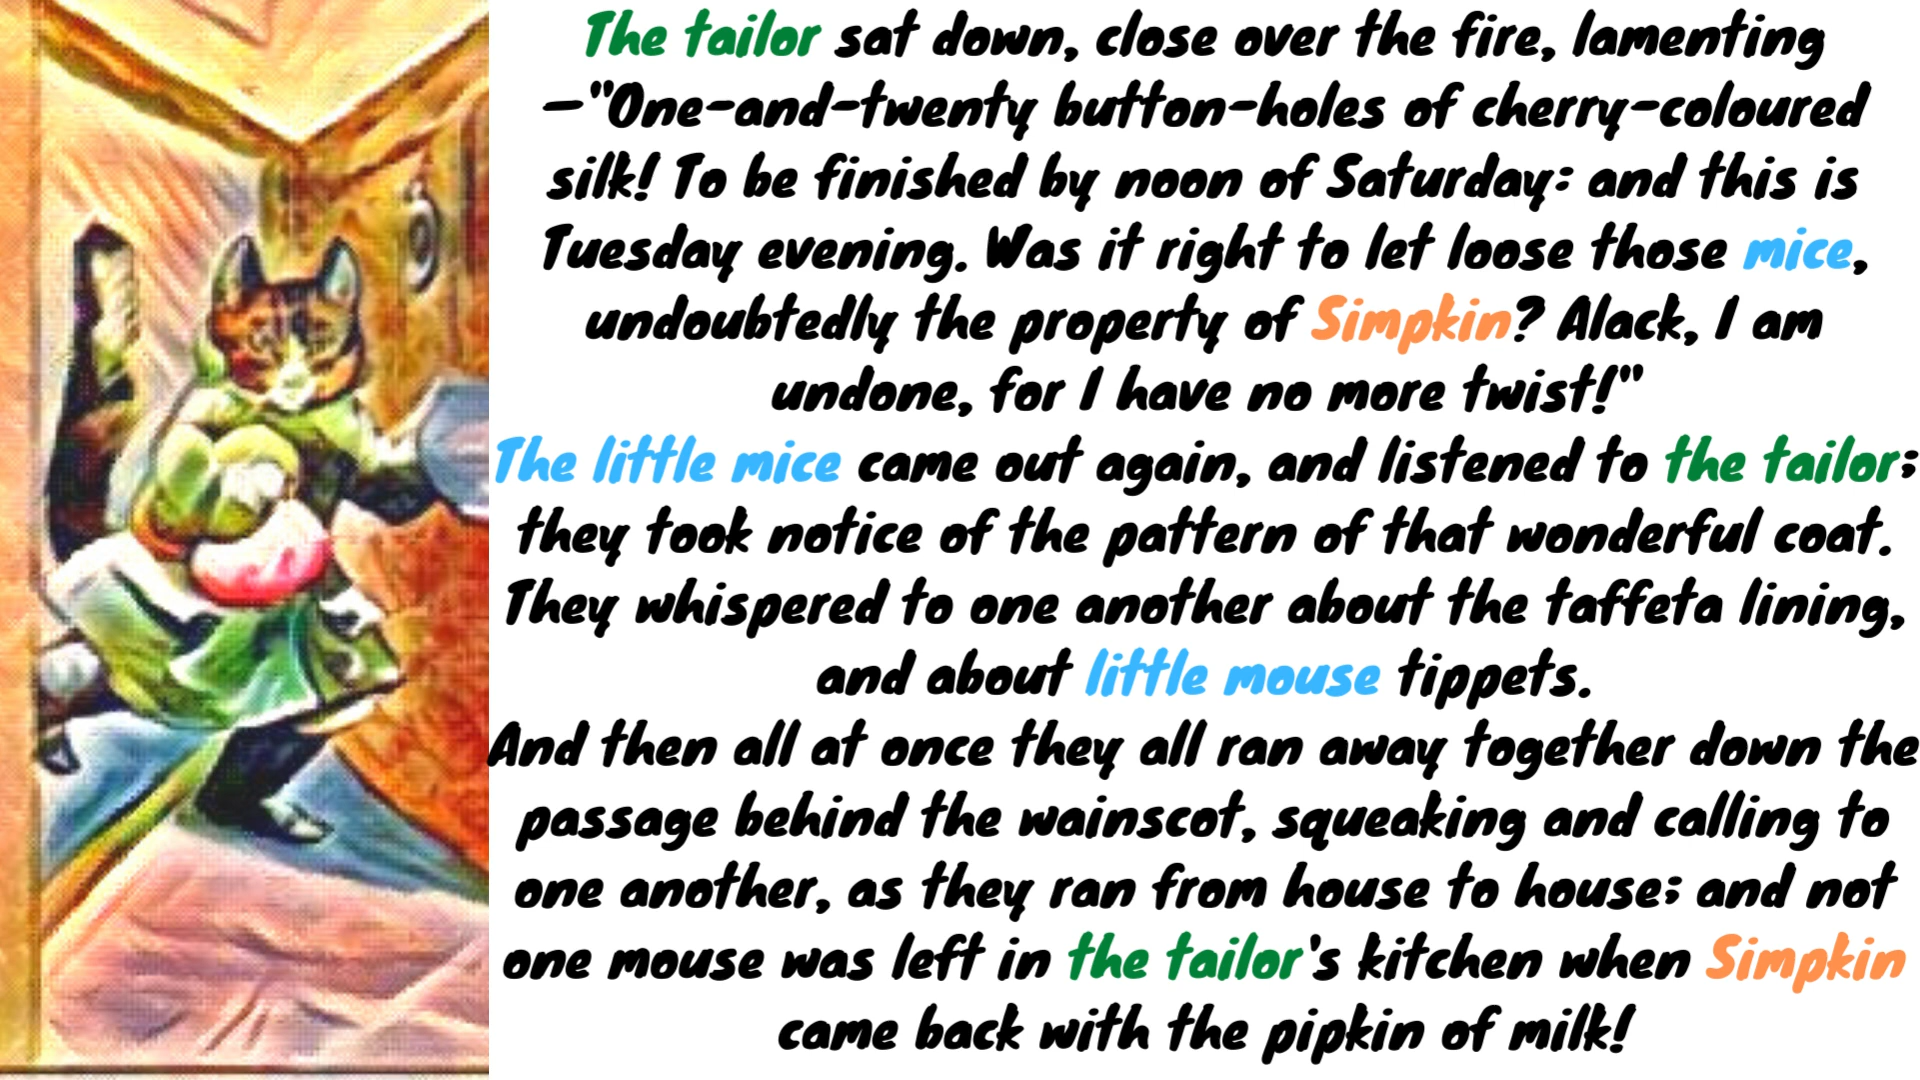 The tailor sat down, close over the fire, lamenting
—"One-and-twenty button-holes of cherry-coloured
silk! To be finished by noon of Saturday: and this is
Tuesday evening. Was it right to let loose those mice,
undoubtedly the property of Simpkin? Alack, I am
undone, for I have no more twist!"
The little mice came out again, and listened to the tailor;
they took notice of the pattern of that wonderful coat.
They whispered to one another about the taffeta lining,
and about little mouse tippets.
And then all at once they all ran away together down the
passage behind the wainscot, squeaking and calling to
one another, as they ran from house to house; and not
one mouse was left in the tailor's kitchen when Simpkin
came back with the pipkin of milk!